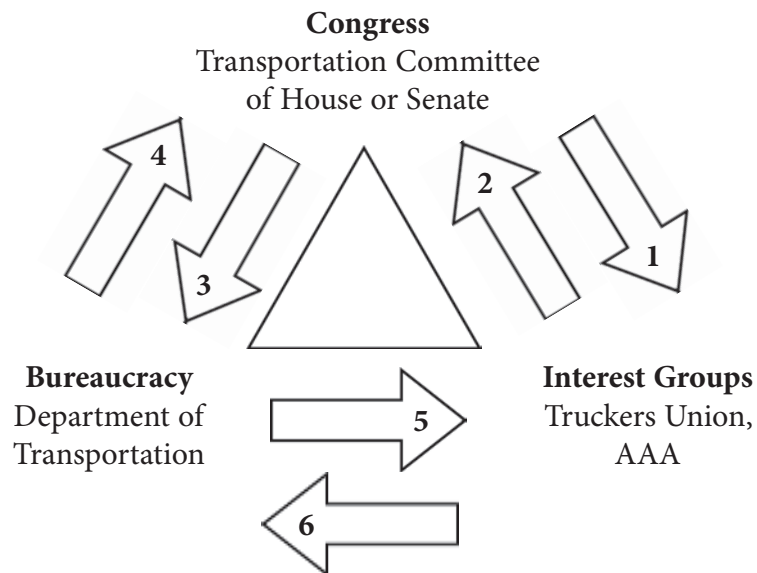 Congress
Transportation Committee
of House or Senate
4
3
2
1
Bureaucracy
Department of
Transportation
5
Interest Groups
Truckers Union,
AAA
6